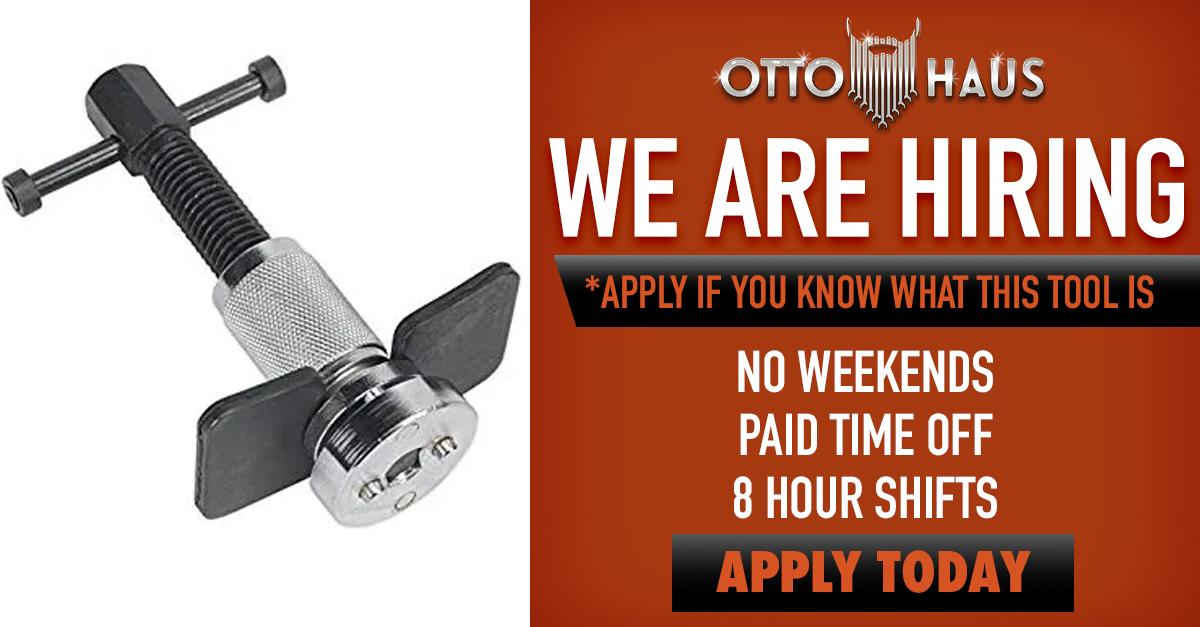 OTTO HAUS
WE ARE HIRING
*APPLY IF YOU KNOW WHAT THIS TOOL IS
NO WEEKENDS
PAID TIME OFF
8 HOUR SHIFTS
APPLY TODAY